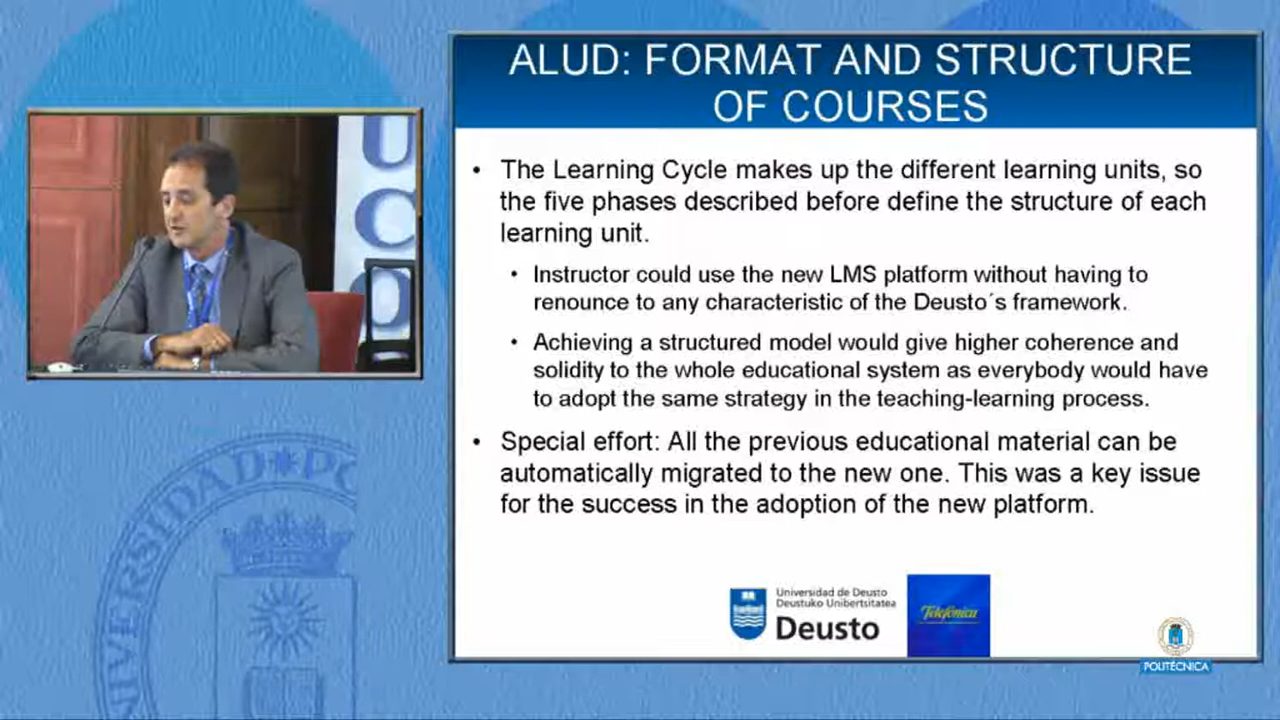 ALUD: FORMAT AND STRUCTURE
OF COURSES
• The Learning Cycle makes up the different learning units, so
the five phases described before define the structure of each
learning unit.
• Instructor could use the new LMS platform without having to
renounce to any characteristic of the Deusto´s framework.
• Achieving a structured model would give higher coherence and
solidity to the whole educational system as everybody would have
to adopt the same strategy in the teaching-learning process.
• Special effort: All the previous educational material can be
automatically migrated to the new one. This was a key issue
for the success in the adoption of the new platform.
Universidad de Deusto
Deustuko Unibertsitatea
Deusto
Telefónica
POLITÉCNICA
UNIVERSIDAD PO
U
C
O